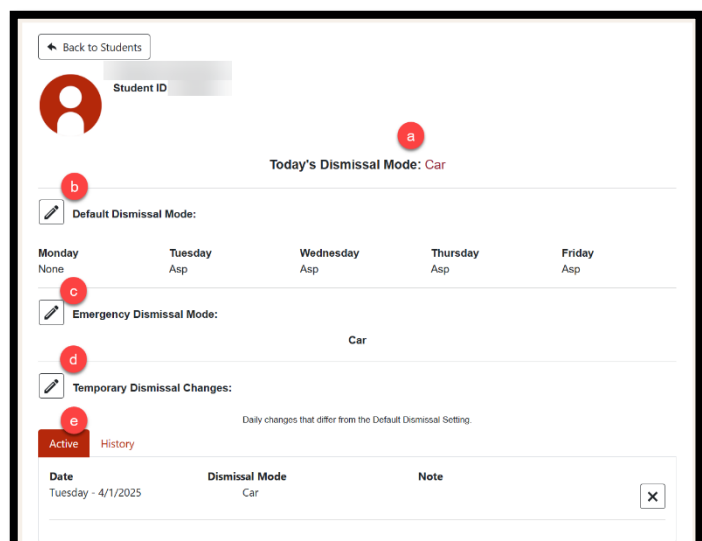 Back to Students
Student ID
a
Today's Dismissal Mode: Car
b
Default Dismissal Mode:
Monday Tuesday Wednesday Thursday Friday
None Asp Asp Asp Asp
c
Emergency Dismissal Mode:
Car
d
Temporary Dismissal Changes:
Daily changes that differ from the Default Dismissal Setting.
e
Active History
Date Dismissal Mode Note
Tuesday - 4/1/2025 Car